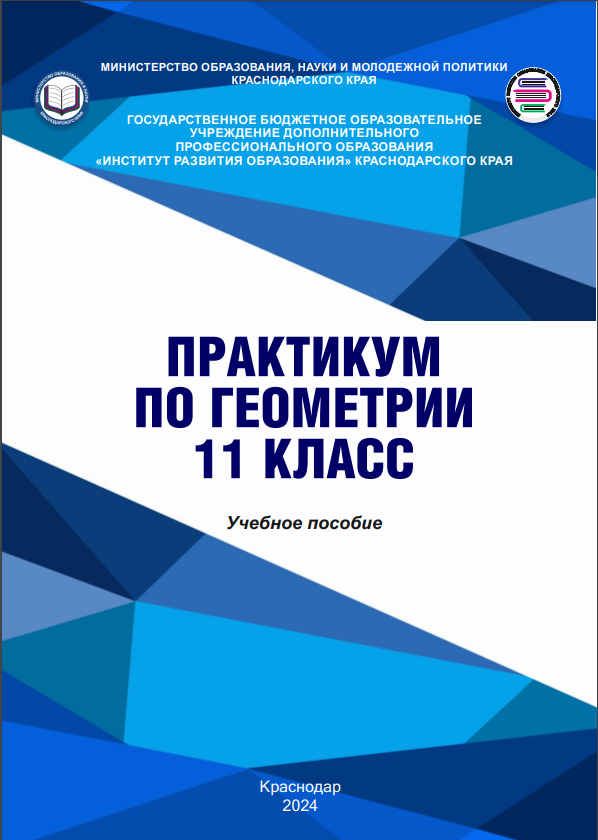 МИНИСТЕРСТВО ОБРАЗОВАНИЯ, НАУКИ И МОЛОДЕЖНОЙ ПОЛИТИКИ
КРАСНОДАРСКОГО КРАЯ
ГОСУДАРСТВЕННОЕ БЮДЖЕТНОЕ ОБРАЗОВАТЕЛЬНОЕ
УЧРЕЖДЕНИЕ ДОПОЛНИТЕЛЬНОГО
ПРОФЕССИОНАЛЬНОГО ОБРАЗОВАНИЯ
«ИНСТИТУТ РАЗВИТИЯ ОБРАЗОВАНИЯ» КРАСНОДАРСКОГО КРАЯ
ПРАКТИКУМ
ПО ГЕОМЕТРИИ
11 КЛАСС
Учебное пособие
Краснодар
2024